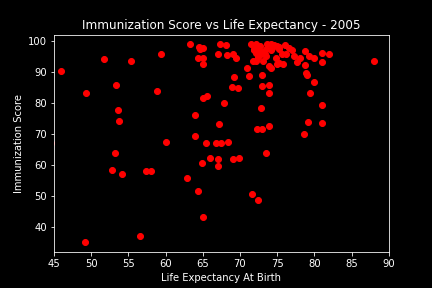 Immunization Score vs Life Expectancy - 2005
100
90
80
70
60
50
40
Immunization Score
45 50 55 60 65 70 75 80 85 90
Life Expectancy At Birth